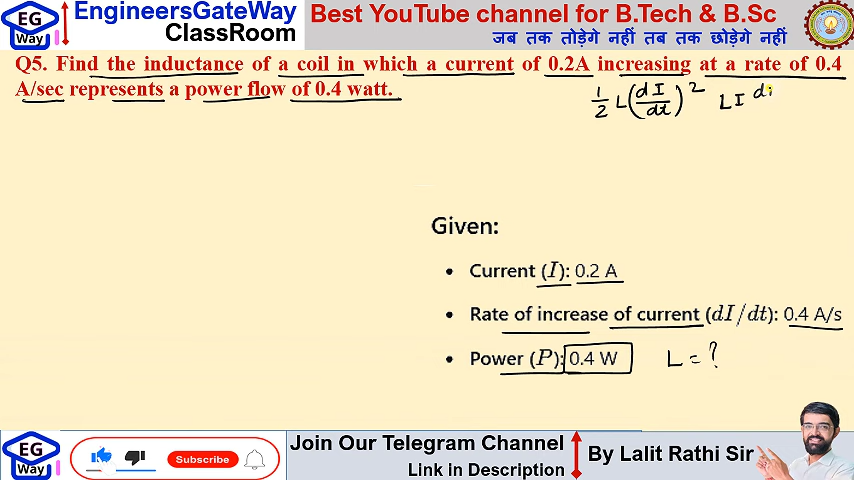 EG
Way
EngineersGateWay
ClassRoom
Best YouTube channel for B.Tech & B.Sc
जब तक तोड़ेगे नहीं तब तक छोड़ेगे नहीं
Q5. Find the inductance of a coil in which a current of 0.2A increasing at a rate of 0.4
A/sec represents a power flow of 0.4 watt.
1/2 L(dI/dt)² LI di
Given:
• Current (I): 0.2 A
• Rate of increase of current (dI/dt): 0.4 A/s
• Power (P): 0.4 W L = ?
EG
Way
Subscribe
Join Our Telegram Channel
Link in Description
By Lalit Rathi Sir